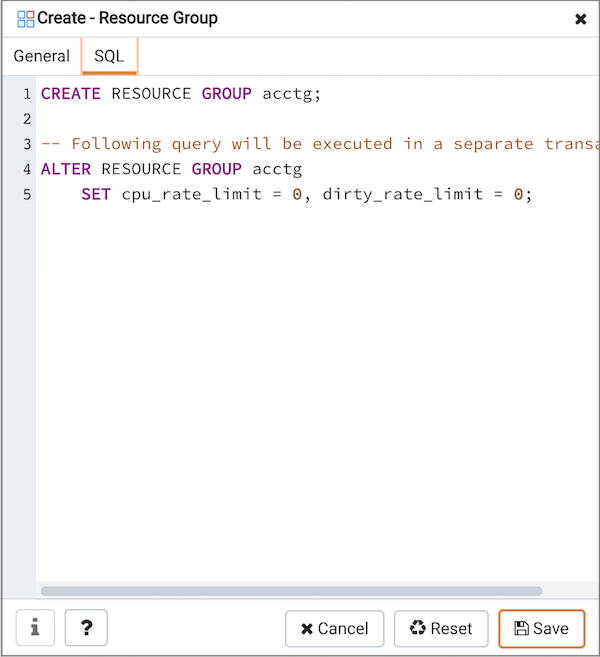 Create - Resource Group
General SQL
1 CREATE RESOURCE GROUP acctg;
2
3 -- Following query will be executed in a separate
4 ALTER RESOURCE GROUP acctg
5 SET cpu_rate_limit = 0, dirty_rate_limit = 0;
i ? Cancel Reset Save